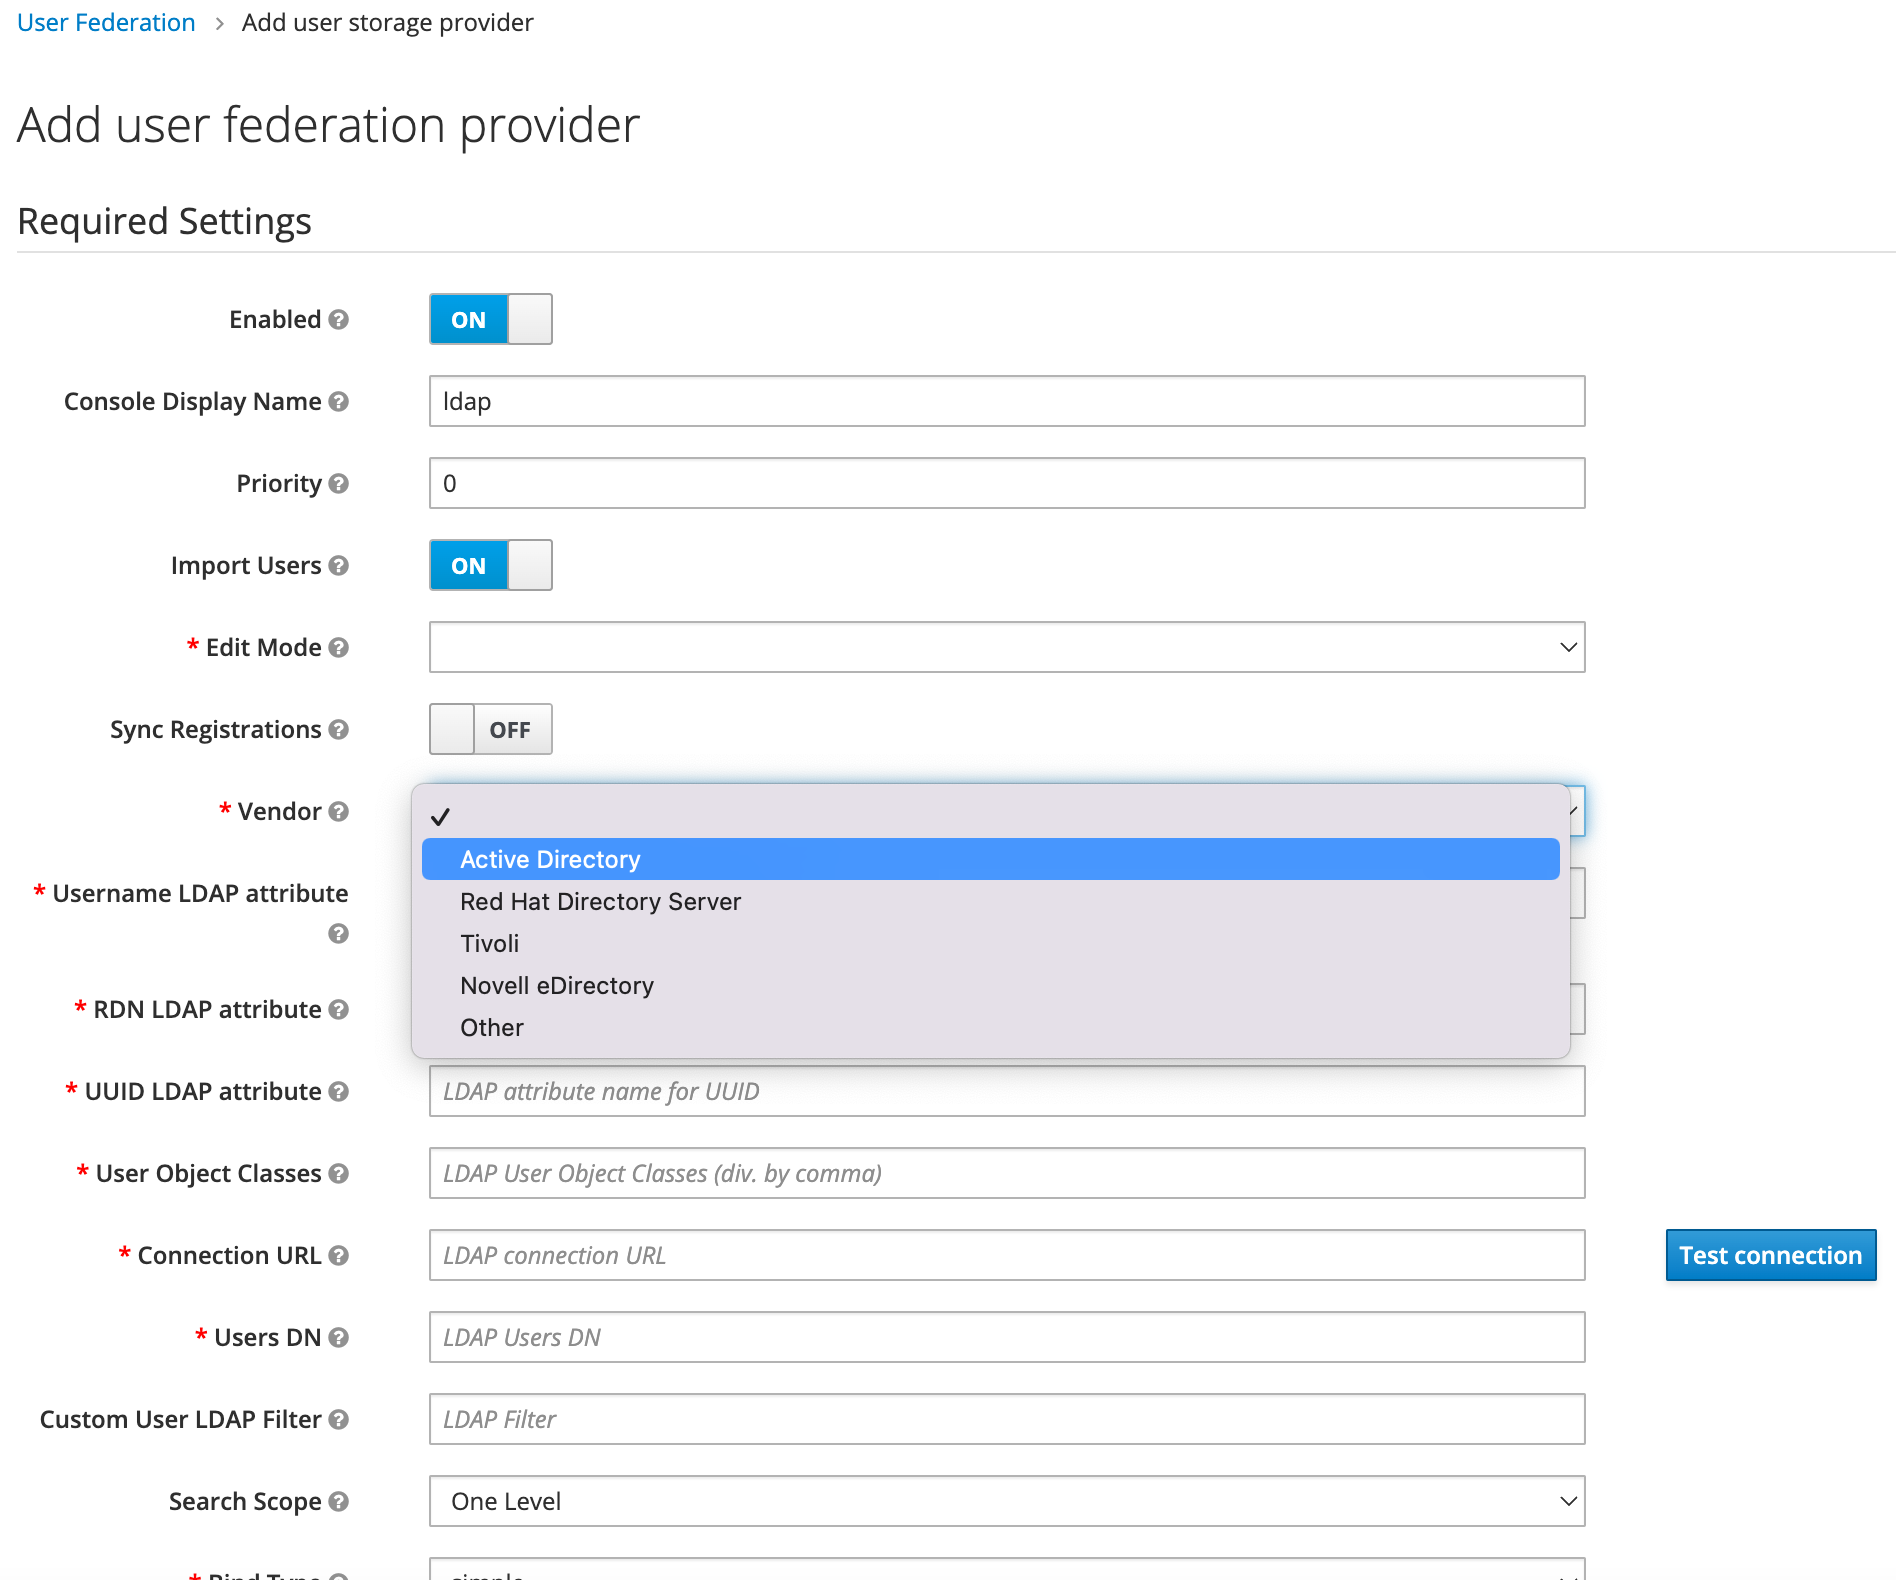 User Federation > Add user storage provider
Add user federation provider
Required Settings
Enabled ON
Console Display Name ldap
Priority 0
Import Users ON
* Edit Mode
Sync Registrations OFF
* Vendor
Active Directory
* Username LDAP attribute
Red Hat Directory Server
Tivoli
Novell eDirectory
* RDN LDAP attribute
Other
* UUID LDAP attribute LDAP attribute name for UUID
* User Object Classes LDAP User Object Classes (div. by comma)
* Connection URL LDAP connection URL Test connection
* Users DN LDAP Users DN
Custom User LDAP Filter LDAP Filter
Search Scope One Level
* Bind Type simple